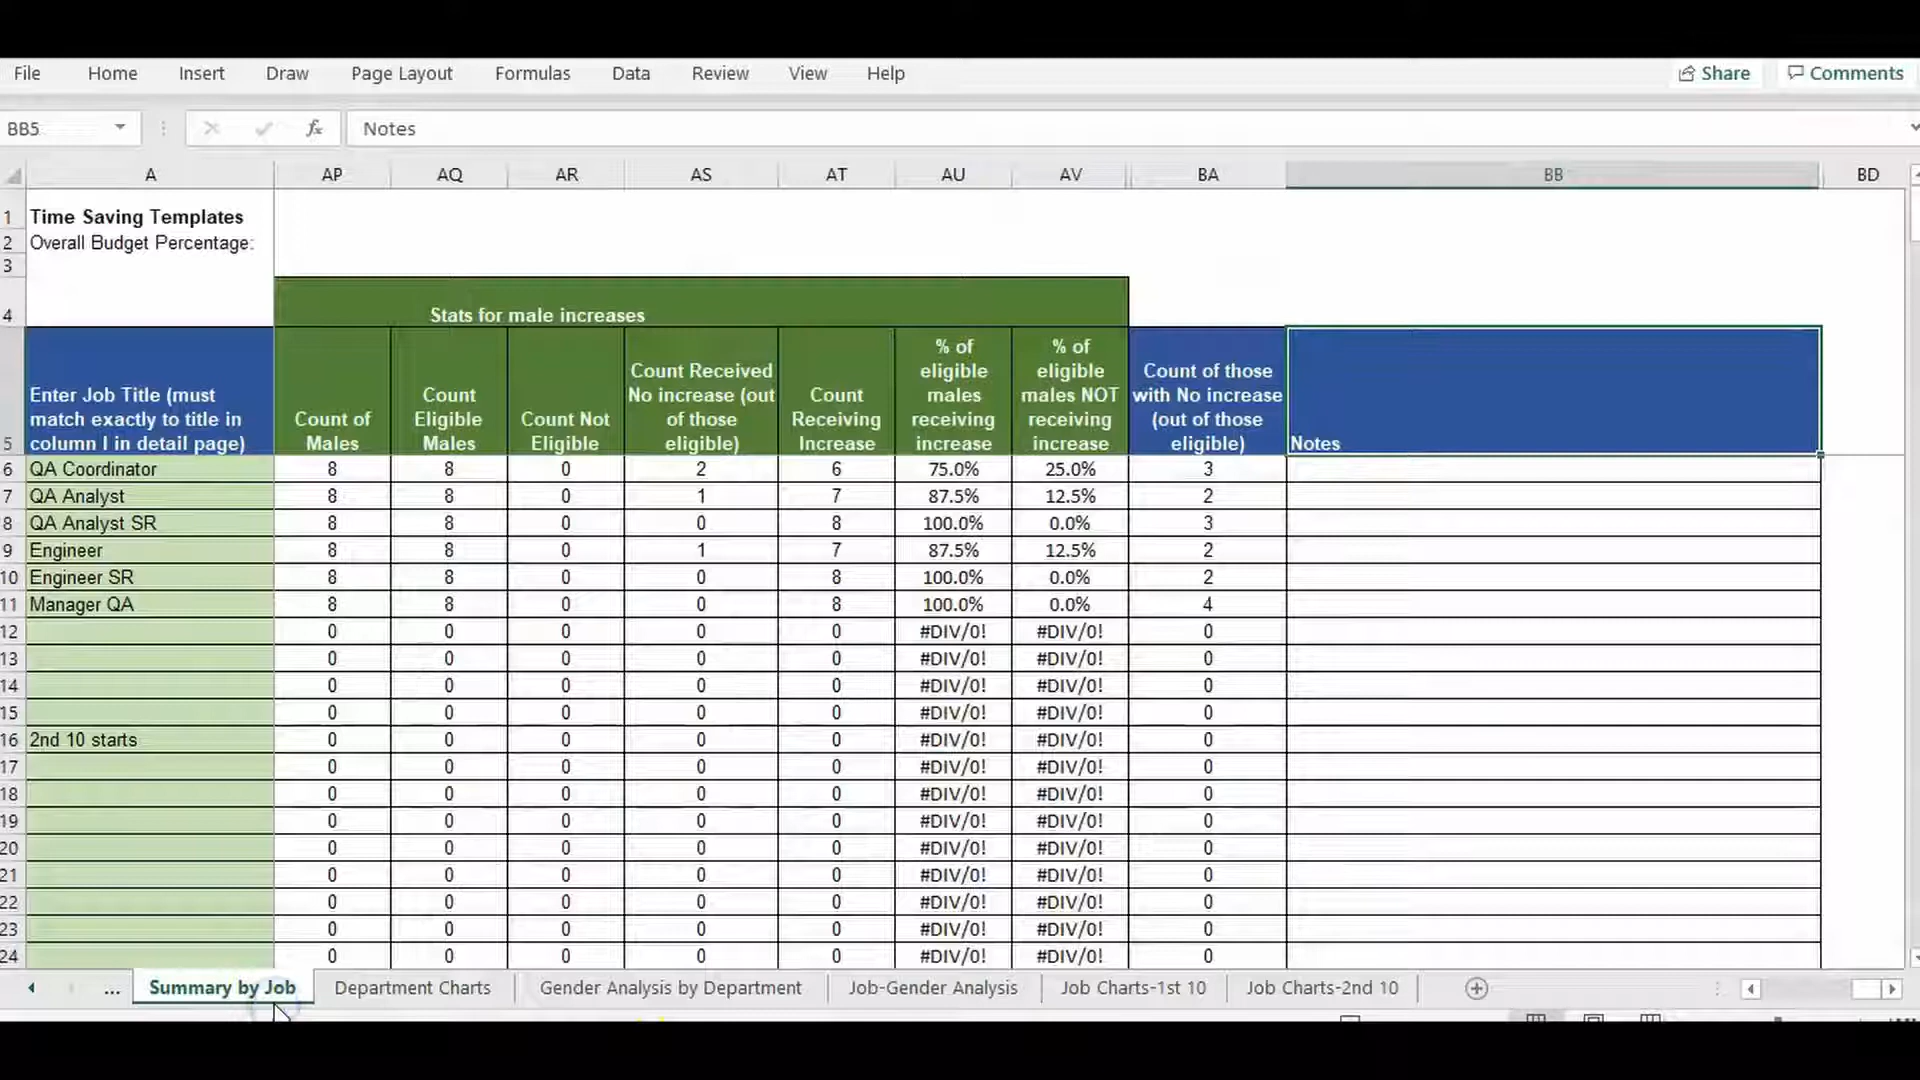 File Home Insert Draw Page Layout Formulas Data Review View Help Share Comments
BB5 fx Notes
A AP AQ AR AS AT AU AV BA BB BD
1 Time Saving Templates
2 Overall Budget Percentage:
3
4 Stats for male increases
5 Enter Job Title (must match exactly to title in column I in detail page) Count of Males Count Eligible Males Count Not Eligible Count Received No increase (out of those eligible) Count Receiving Increase % of eligible males receiving increase % of eligible males NOT receiving increase Count of those with No increase (out of those eligible) Notes
6 QA Coordinator 8 8 0 2 6 75.0% 25.0% 3
7 QA Analyst 8 8 0 1 7 87.5% 12.5% 2
8 QA Analyst SR 8 8 0 0 8 100.0% 0.0% 3
9 Engineer 8 8 0 1 7 87.5% 12.5% 2
10 Engineer SR 8 8 0 0 8 100.0% 0.0% 2
11 Manager QA 8 8 0 0 8 100.0% 0.0% 4
12 0 0 0 0 0 #DIV/0! #DIV/0! 0
13 0 0 0 0 0 #DIV/0! #DIV/0! 0
14 0 0 0 0 0 #DIV/0! #DIV/0! 0
15 0 0 0 0 0 #DIV/0! #DIV/0! 0
16 2nd 10 starts 0 0 0 0 0 #DIV/0! #DIV/0! 0
17 0 0 0 0 0 #DIV/0! #DIV/0! 0
18 0 0 0 0 0 #DIV/0! #DIV/0! 0
19 0 0 0 0 0 #DIV/0! #DIV/0! 0
20 0 0 0 0 0 #DIV/0! #DIV/0! 0
21 0 0 0 0 0 #DIV/0! #DIV/0! 0
22 0 0 0 0 0 #DIV/0! #DIV/0! 0
23 0 0 0 0 0 #DIV/0! #DIV/0! 0
24 0 0 0 0 0 #DIV/0! #DIV/0! 0
... Summary by Job Department Charts Gender Analysis by Department Job-Gender Analysis Job Charts-1st 10 Job Charts-2nd 10